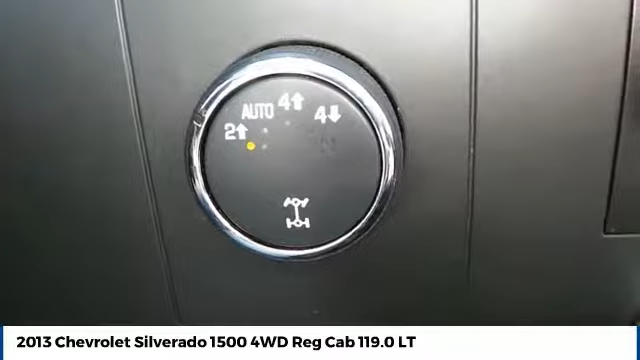 AUTO 4↑ 4↓
2↑
2013 Chevrolet Silverado 1500 4WD Reg Cab 119.0 LT